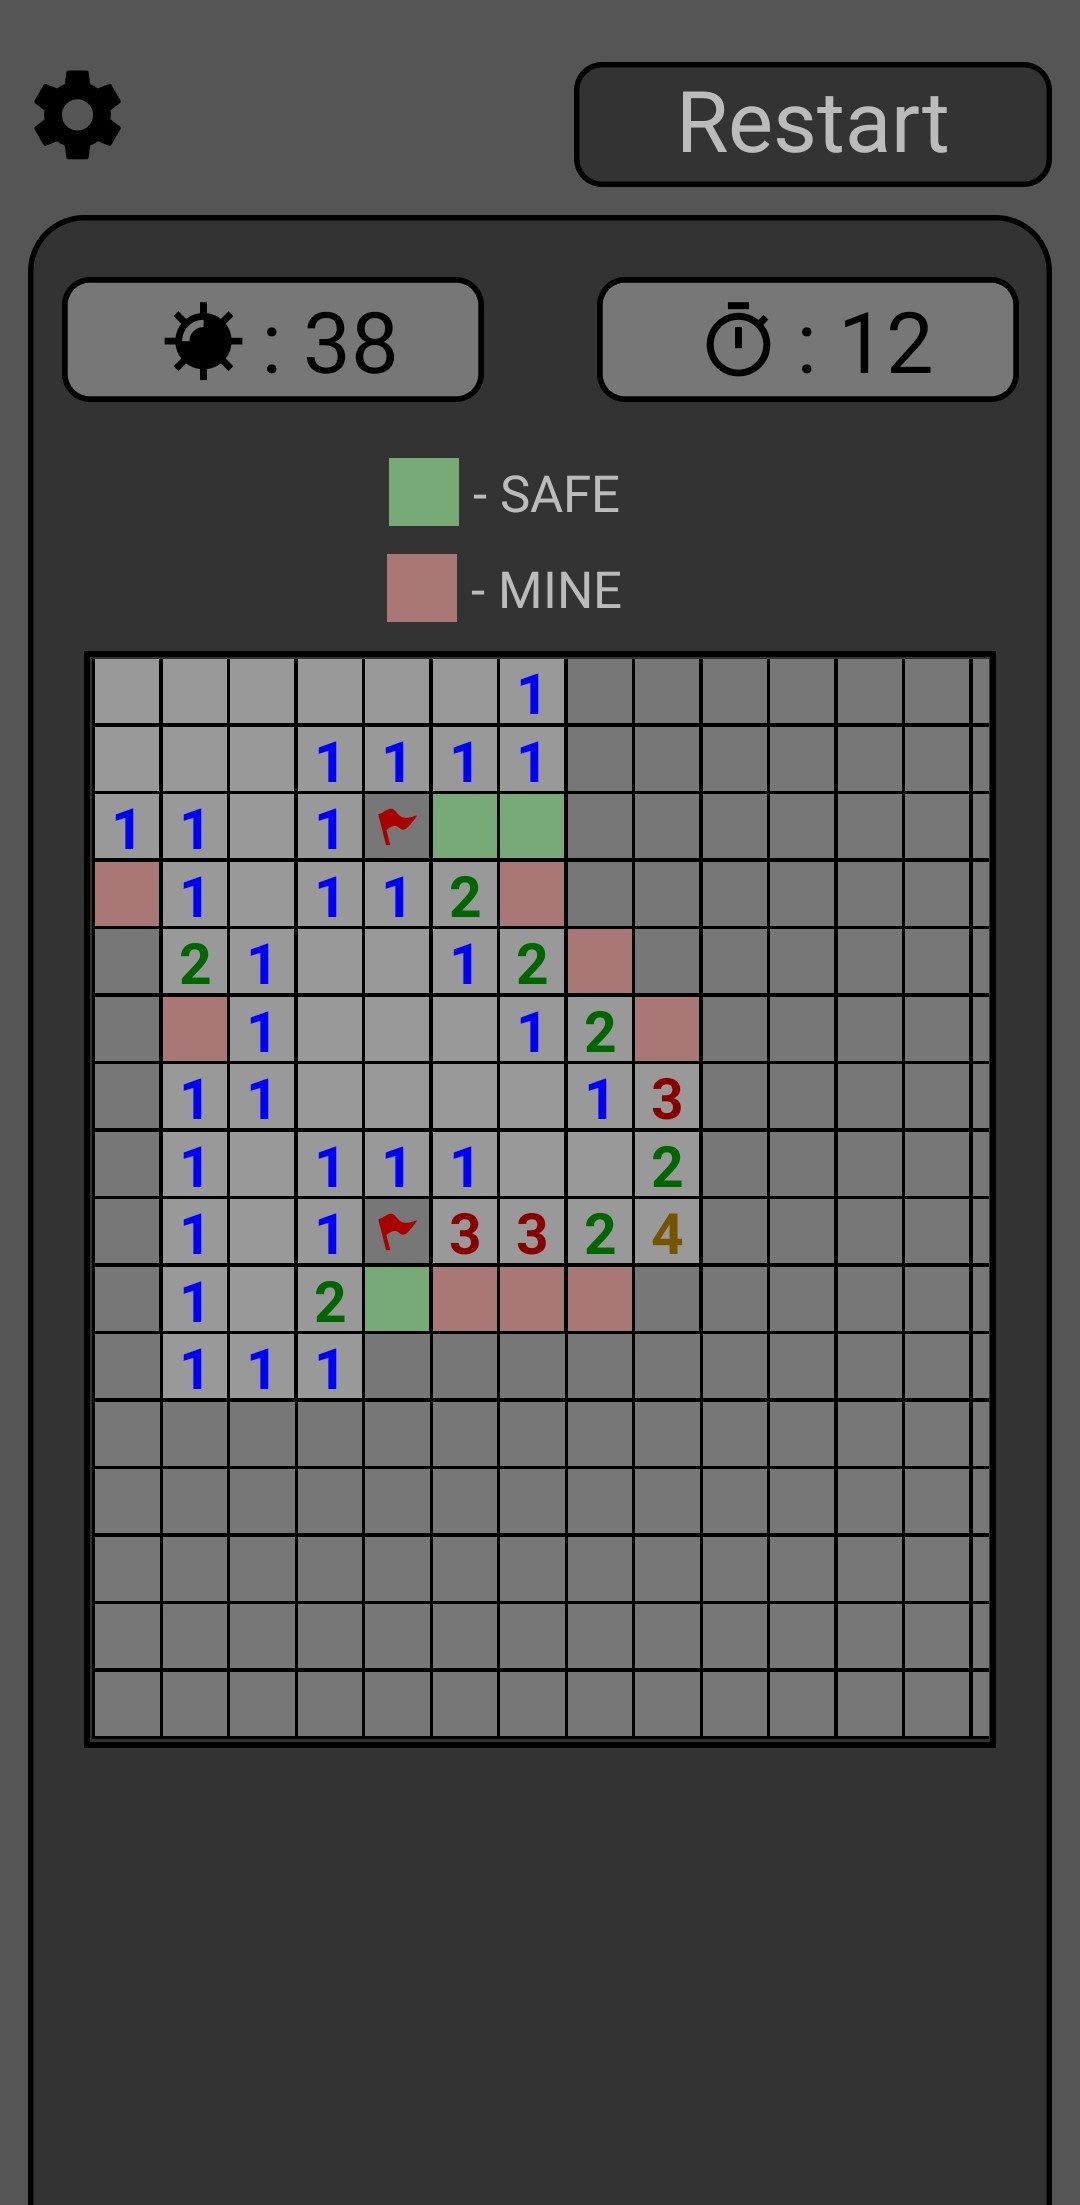 Restart
: 38
: 12
- SAFE
- MINE
1
1 1 1 1
1 1 1
1 1 1 2
2 1 1 2
1 1 2
1 1 1 3
1 1 1 1 2
1 1 3 3 2 4
1 2
1 1 1